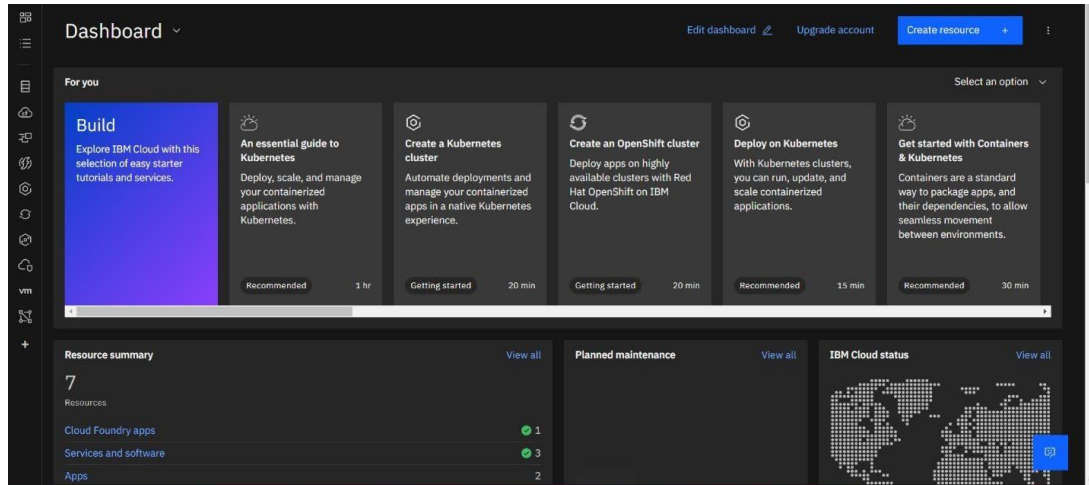 Dashboard
Edit dashboard
Upgrade account
Create resource +
For you
Select an option
Build
Explore IBM Cloud with this
selection of easy starter
tutorials and services.
An essential guide to
Kubernetes
Deploy, scale, and manage
your containerized
applications with
Kubernetes.
Recommended
1 hr
Create a Kubernetes
cluster
Automate deployments and
manage your containerized
apps in a native Kubernetes
experience.
Getting started
20 min
Create an OpenShift cluster
Deploy apps on highly
available clusters with Red
Hat OpenShift on IBM
Cloud.
Getting started
20 min
Deploy on Kubernetes
With Kubernetes clusters,
you can run, update, and
scale containerized
applications.
Recommended
15 min
Get started with Containers
& Kubernetes
Containers are a standard
way to package apps, and
their dependencies, to allow
seamless movement
between environments.
Recommended
30 min
vm
+
Resource summary
View all
7
Resources
Cloud Foundry apps
1
Services and software
3
Apps
2
Planned maintenance
View all
IBM Cloud status
View all